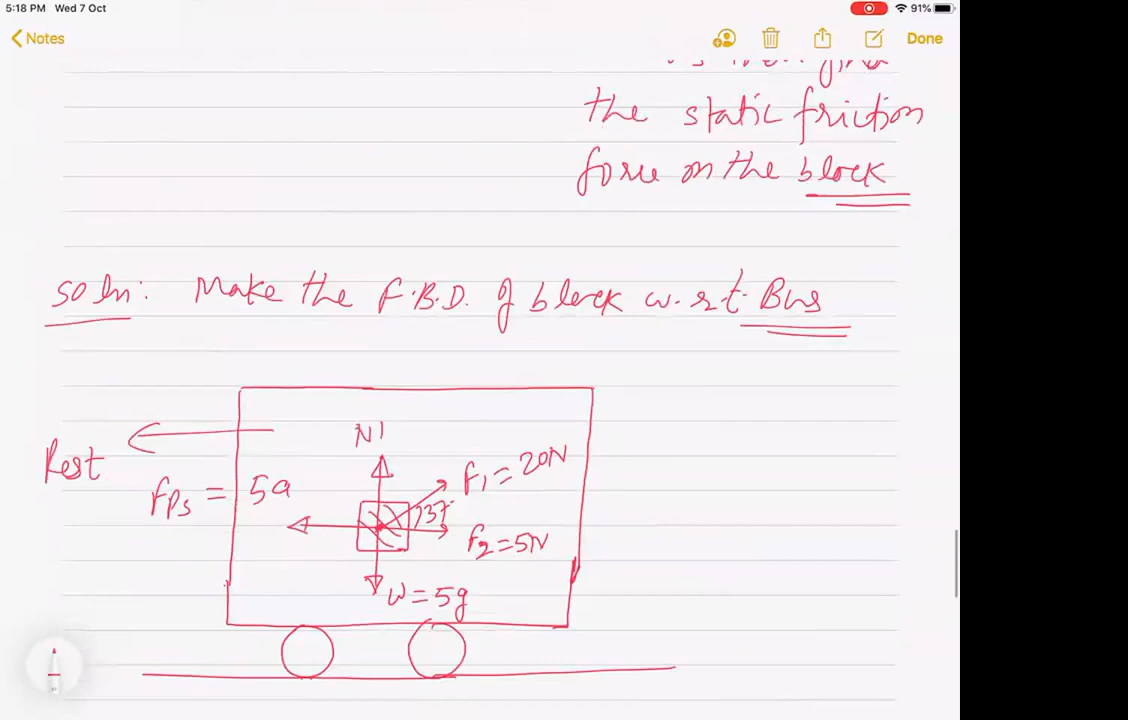 5:18 PM Wed 7 Oct
91%
Notes
Done
the static friction
force on the block
soln: Make the F.B.D. of block w.r.t. Bus
Rest
N1
F1 = 20N
Fps = 5a
37°
F2 = 5N
W = 5g